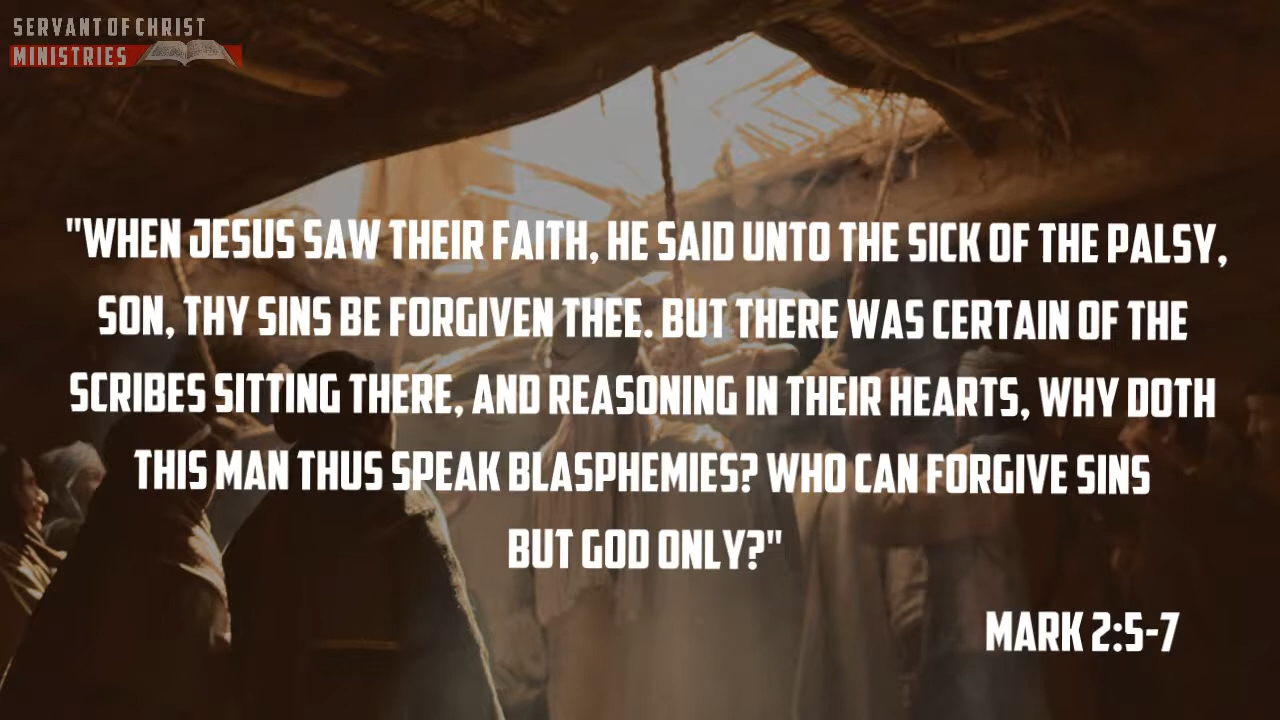 SERVANT OF CHRIST
MINISTRIES
"WHEN JESUS SAW THEIR FAITH, HE SAID UNTO THE SICK OF THE PALSY,
SON, THY SINS BE FORGIVEN THEE. BUT THERE WAS CERTAIN OF THE
SCRIBES SITTING THERE, AND REASONING IN THEIR HEARTS, WHY DOTH
THIS MAN THUS SPEAK BLASPHEMIES? WHO CAN FORGIVE SINS
BUT GOD ONLY?"
MARK 2:5-7